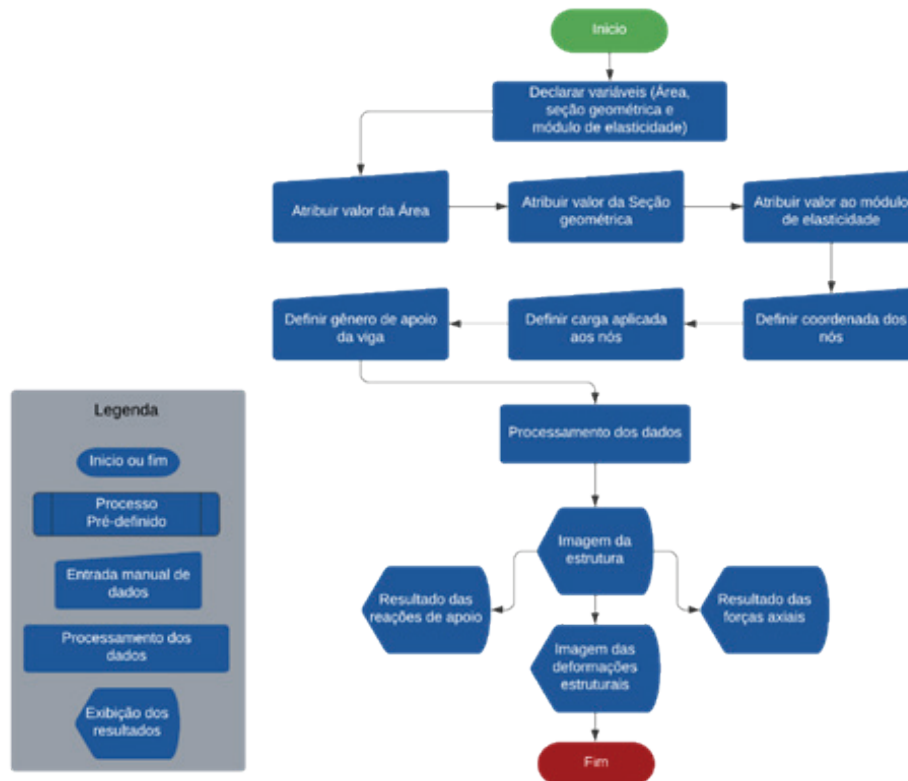 Inicio
Declarar variáveis (Área,
seção geométrica e
módulo de elasticidade)
Atribuir valor da Área
Atribuir valor da Seção
geométrica
Atribuir valor ao módulo
de elasticidade
Definir gênero de apoio
da viga
Definir carga aplicada
aos nós
Definir coordenada dos
nós
Processamento dos dados
Imagem da
estrutura
Resultado das
reações de apoio
Resultado das
forças axiais
Imagem das
deformações
estruturais
Fim
Legenda
Inicio ou fim
Processo
Pré-definido
Entrada manual de
dados
Processamento dos
dados
Exibição dos
resultados